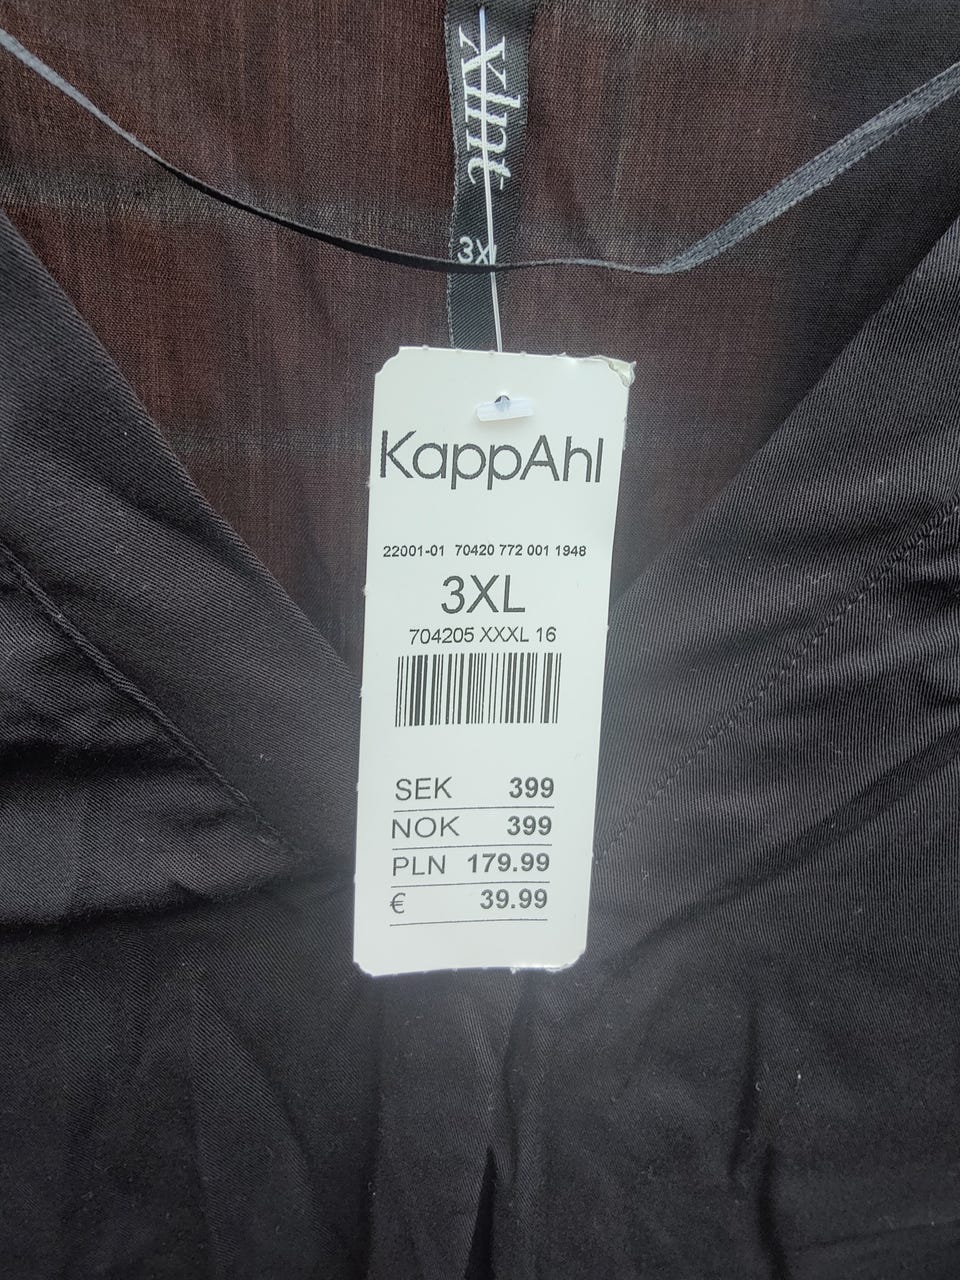 Xlnt
3X
KappAhl
22001-01 70420 772 001 1948
3XL
704205 XXXL 16
SEK 399
NOK 399
PLN 179.99
€ 39.99